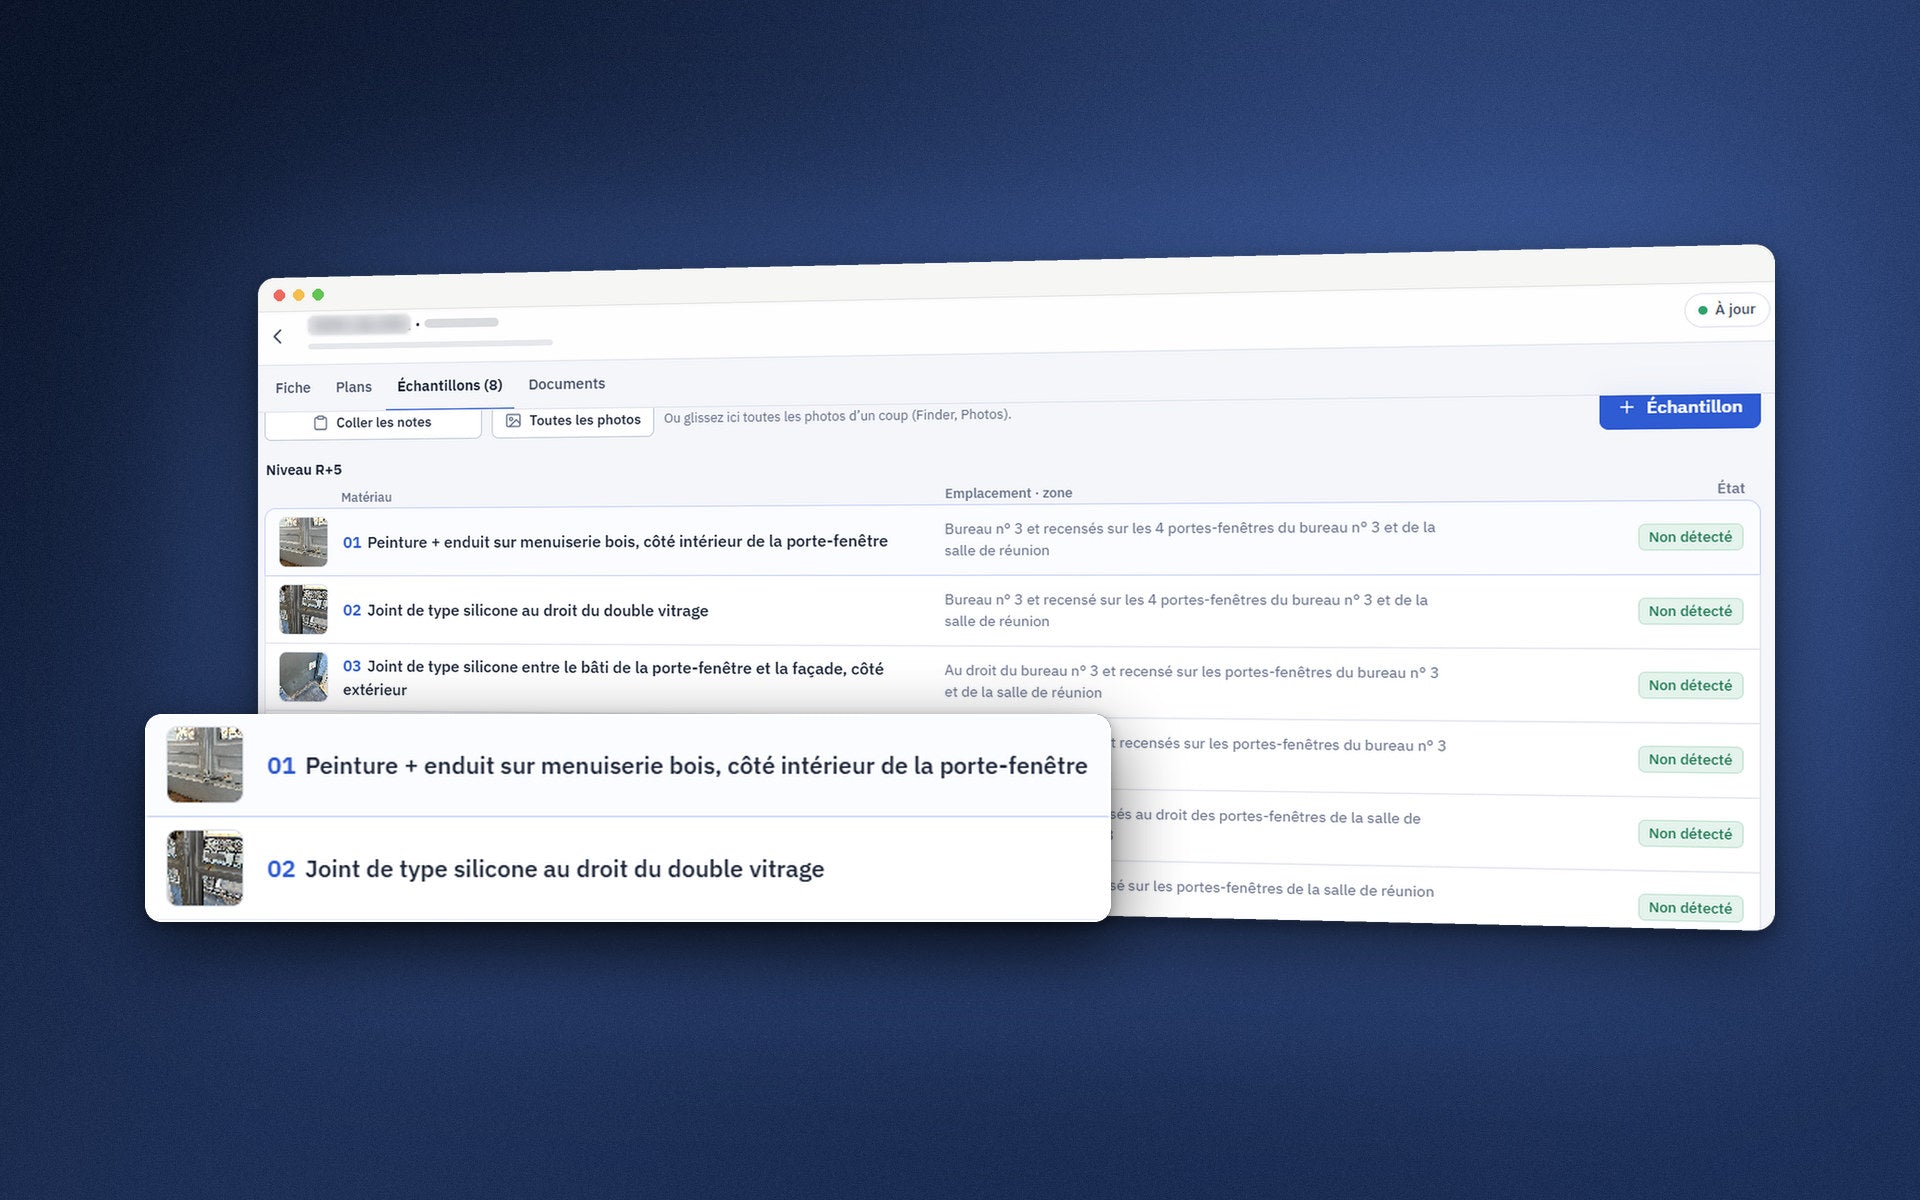 À jour
Fiche
Plans
Échantillons (8)
Documents
Coller les notes
Toutes les photos
Ou glissez ici toutes les photos d’un coup (Finder, Photos).
+ Échantillon
Niveau R+5
Matériau
Emplacement · zone
État
01 Peinture + enduit sur menuiserie bois, côté intérieur de la porte-fenêtre
Bureau n° 3 et recensés sur les 4 portes-fenêtres du bureau n° 3 et de la
salle de réunion
Non détecté
02 Joint de type silicone au droit du double vitrage
Bureau n° 3 et recensé sur les 4 portes-fenêtres du bureau n° 3 et de la
salle de réunion
Non détecté
03 Joint de type silicone entre le bâti de la porte-fenêtre et la façade, côté
extérieur
Au droit du bureau n° 3 et recensé sur les portes-fenêtres du bureau n° 3
et de la salle de réunion
Non détecté
recensés sur les portes-fenêtres du bureau n° 3
Non détecté
au droit des portes-fenêtres de la salle de
Non détecté
sur les portes-fenêtres de la salle de réunion
Non détecté
01 Peinture + enduit sur menuiserie bois, côté intérieur de la porte-fenêtre
02 Joint de type silicone au droit du double vitrage